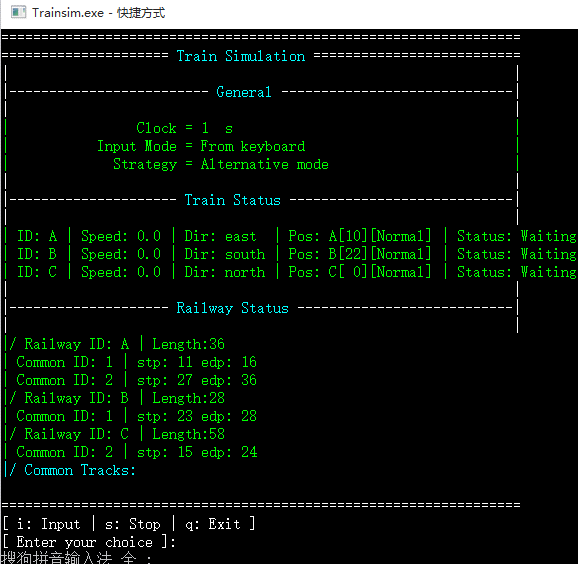 Trainsim.exe - 快捷方式
=================================================================
===================== Train Simulation ==========================
|                                                               |
|------------------------- General -----------------------------|
|                                                               |
Clock = 1  s
Input Mode = From keyboard
Strategy = Alternative mode
|                                                               |
|---------------------- Train Status ----------------------------|
|                                                               |
| ID: A | Speed: 0.0 | Dir: east  | Pos: A[10][Normal] | Status: Waiting
| ID: B | Speed: 0.0 | Dir: south | Pos: B[22][Normal] | Status: Waiting
| ID: C | Speed: 0.0 | Dir: north | Pos: C[ 0][Normal] | Status: Waiting
|                                                               |
|--------------------- Railway Status ---------------------------|
|                                                               |
|/ Railway ID: A | Length:36
| Common ID: 1 | stp: 11 edp: 16
| Common ID: 2 | stp: 27 edp: 36
|/ Railway ID: B | Length:28
| Common ID: 1 | stp: 23 edp: 28
|/ Railway ID: C | Length:58
| Common ID: 2 | stp: 15 edp: 24
|/ Common Tracks:
=================================================================
[ i: Input | s: Stop | q: Exit ]
[ Enter your choice ]:
搜狗拼音输入法 全 :